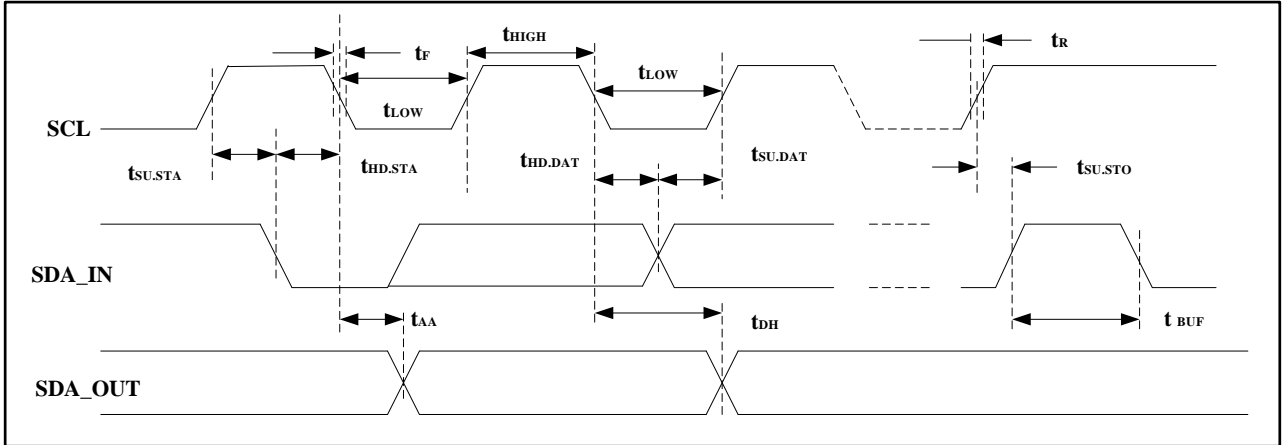 tHIGH
tF
tR
tLOW
tLOW
SCL
tSU.STA
tHD.STA
tHD.DAT
tSU.DAT
tSU.STO
SDA_IN
tAA
tDH
t BUF
SDA_OUT